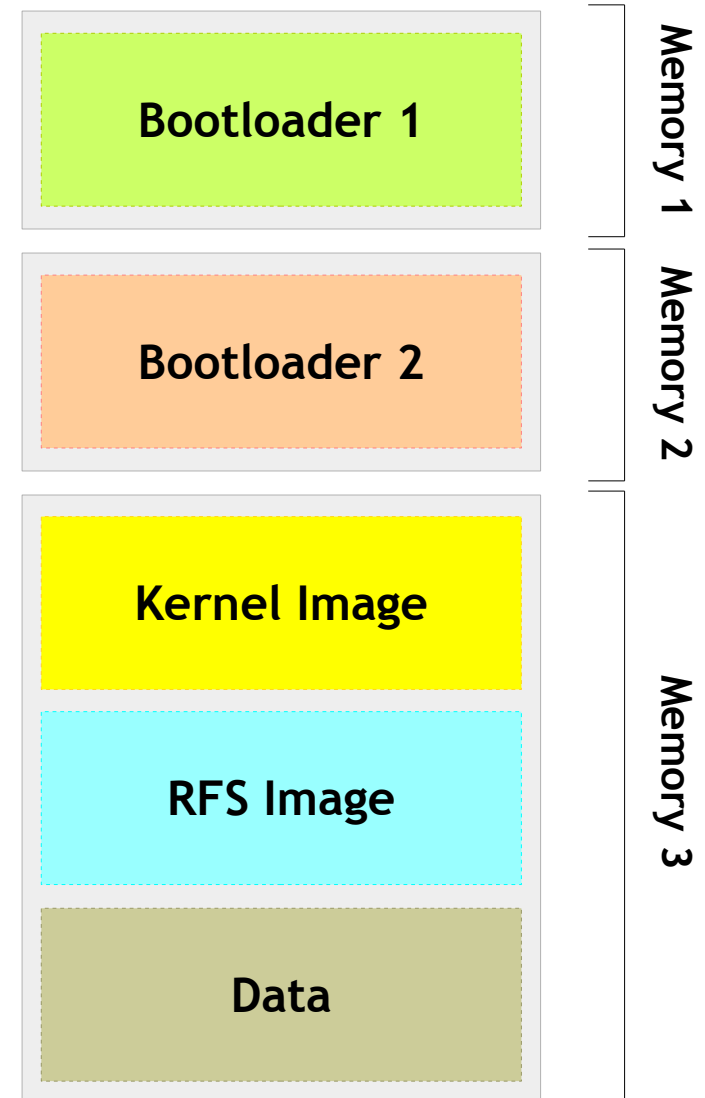 Bootloader 1
Memory 1
Bootloader 2
Memory 2
Kernel Image
RFS Image
Data
Memory 3